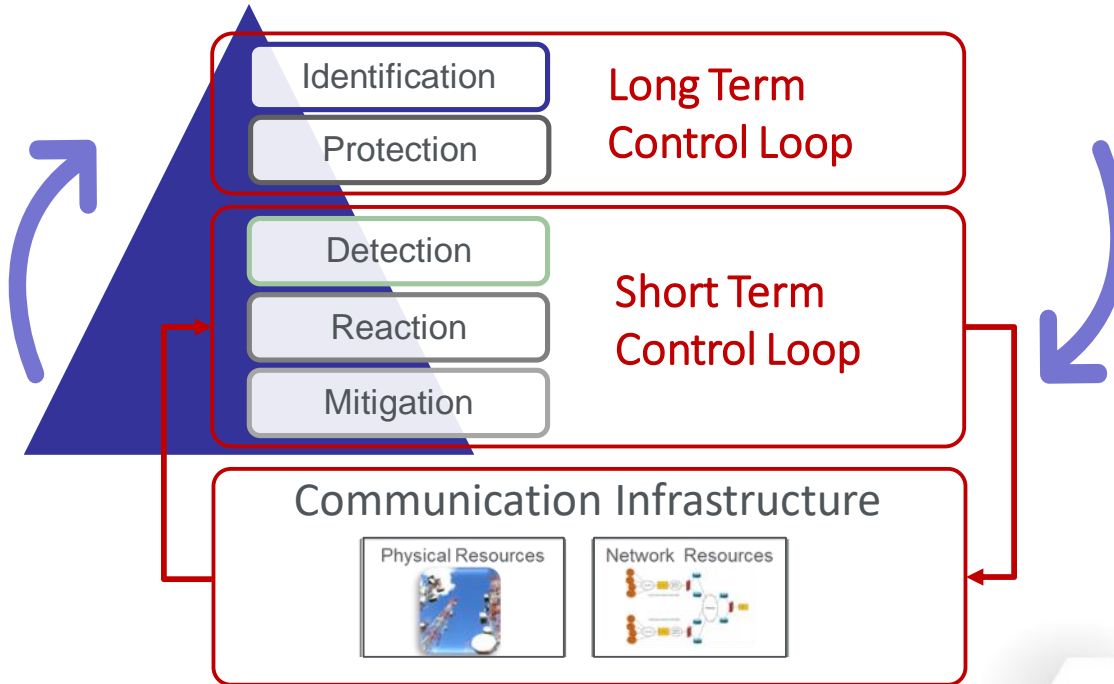 Identification
Protection
Long Term
Control Loop
Detection
Reaction
Mitigation
Short Term
Control Loop
Communication Infrastructure
Physical Resources
Network Resources